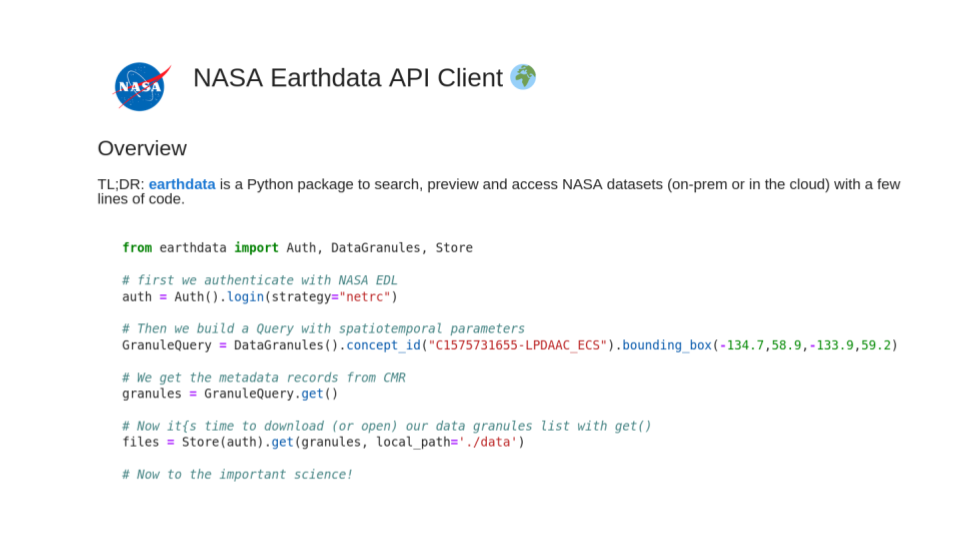 NASA
NASA Earthdata API Client
Overview
TL;DR: earthdata is a Python package to search, preview and access NASA datasets (on-prem or in the cloud) with a few
lines of code.
from earthdata import Auth, DataGranules, Store
# first we authenticate with NASA EDL
auth = Auth().login(strategy="netrc")
# Then we build a Query with spatiotemporal parameters
GranuleQuery = DataGranules().concept_id("C1575731655-LPDAAC_ECS").bounding_box(-134.7,58.9,-133.9,59.2)
# We get the metadata records from CMR
granules = GranuleQuery.get()
# Now it{s time to download (or open) our data granules list with get()
files = Store(auth).get(granules, local_path='./data')
# Now to the important science!